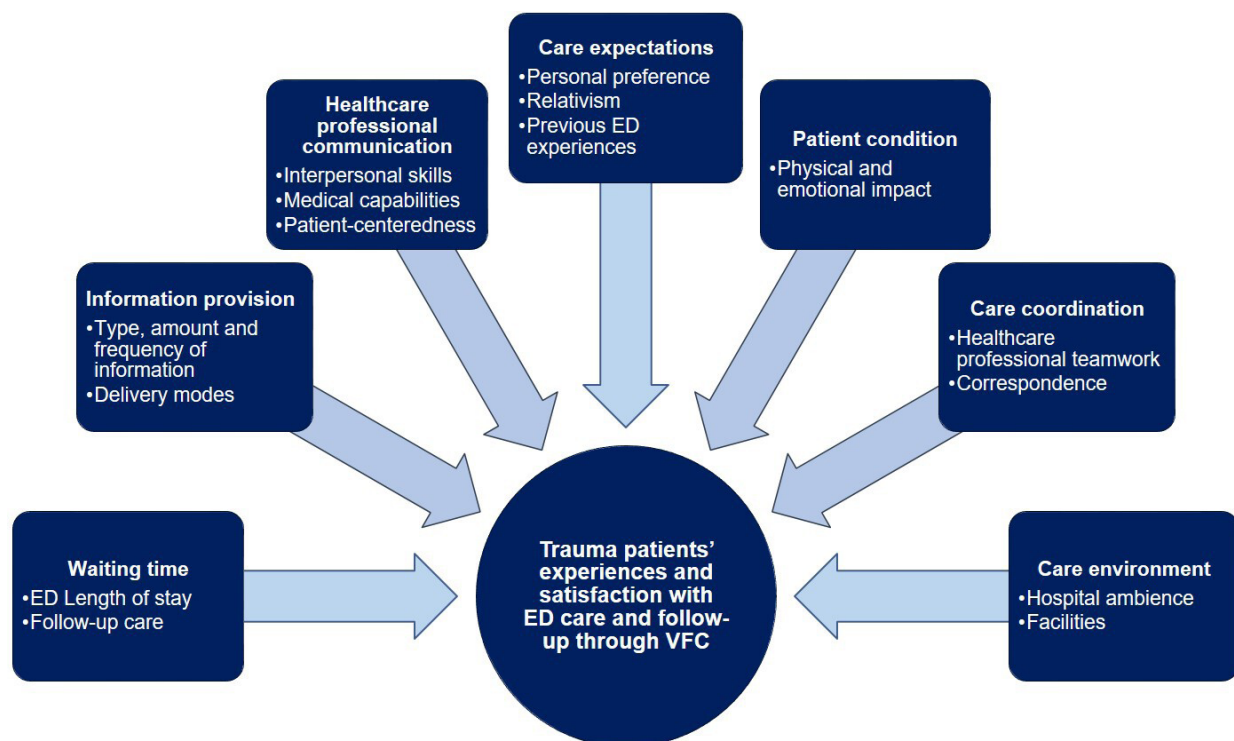 Care expectations
•Personal preference
•Relativism
•Previous ED
experiences
Healthcare
professional
communication
•Interpersonal skills
•Medical capabilities
•Patient-centeredness
Patient condition
•Physical and
emotional impact
Information provision
•Type, amount and
frequency of
information
•Delivery modes
Care coordination
•Healthcare
professional teamwork
•Correspondence
Waiting time
•ED Length of stay
•Follow-up care
Trauma patients’
experiences and
satisfaction with
ED care and follow-
up through VFC
Care environment
•Hospital ambience
•Facilities